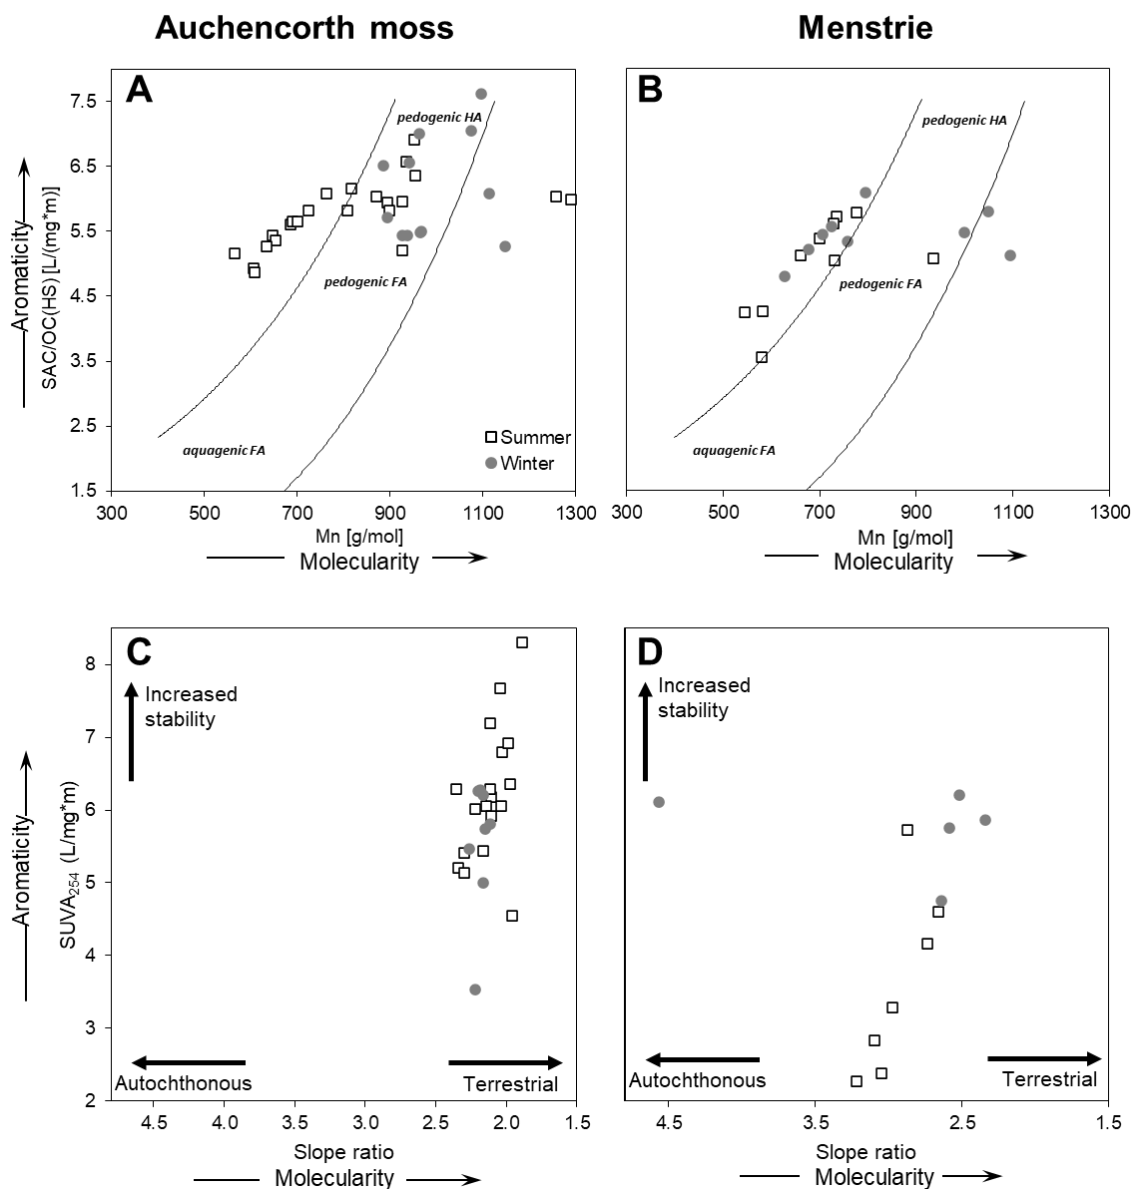 Auchencorth moss
Menstrie
A
B
7.5
6.5
5.5
4.5
3.5
2.5
1.5
Aromaticity
SAC/OC(HS) [L/(mg*m)]
pedogenic HA
pedogenic FA
aquagenic FA
Summer
Winter
pedogenic HA
pedogenic FA
aquagenic FA
300 500 700 900 1100 1300
Mn [g/mol]
Molecularity
300 500 700 900 1100 1300
Mn [g/mol]
Molecularity
C
D
8
7
6
5
4
3
2
Aromaticity
SUVA254 (L/mg*m)
Increased
stability
Autochthonous
Terrestrial
Increased
stability
Autochthonous
Terrestrial
4.5 3.5 4.0 3.5 3.0 2.5 2.0 1.5
Slope ratio
Molecularity
4.5 3.5 2.5 1.5
Slope ratio
Molecularity